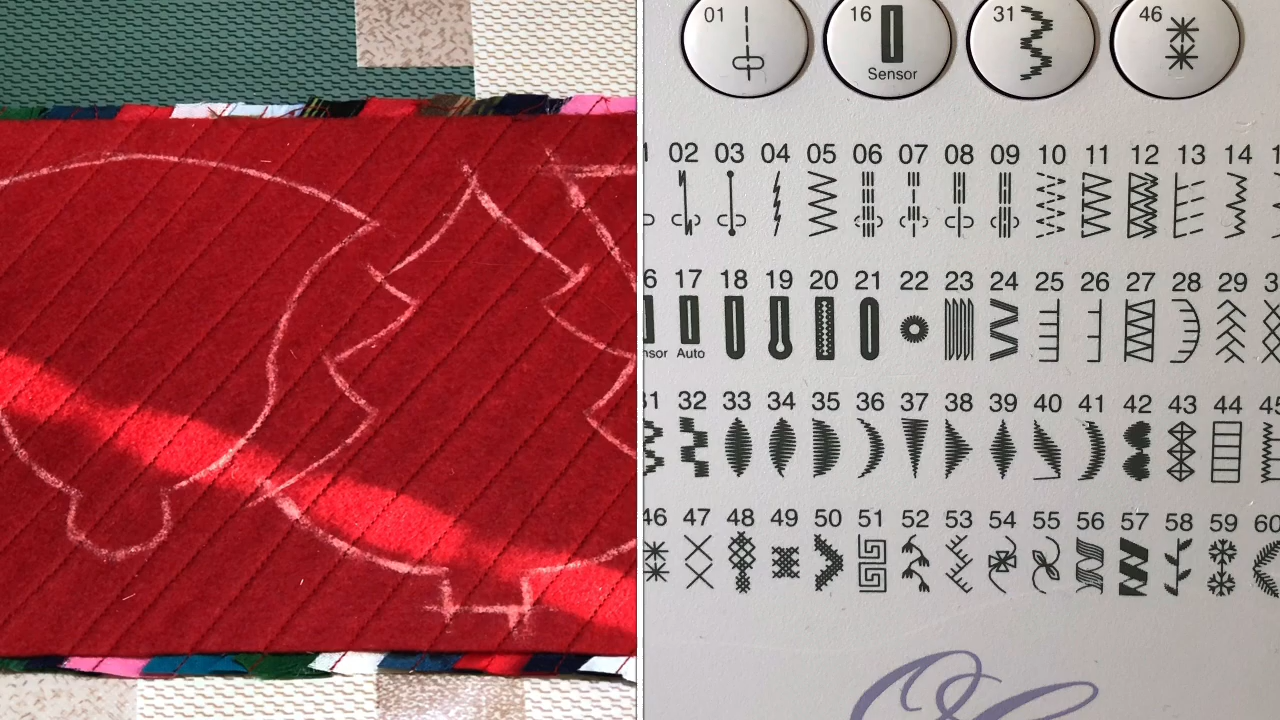 01 16 31 46
Sensor
02 03 04 05 06 07 08 09 10 11 12 13 14
17 18 19 20 21 22 23 24 25 26 27 28 29
Auto
32 33 34 35 36 37 38 39 40 41 42 43 44 45
46 47 48 49 50 51 52 53 54 55 56 57 58 59 60